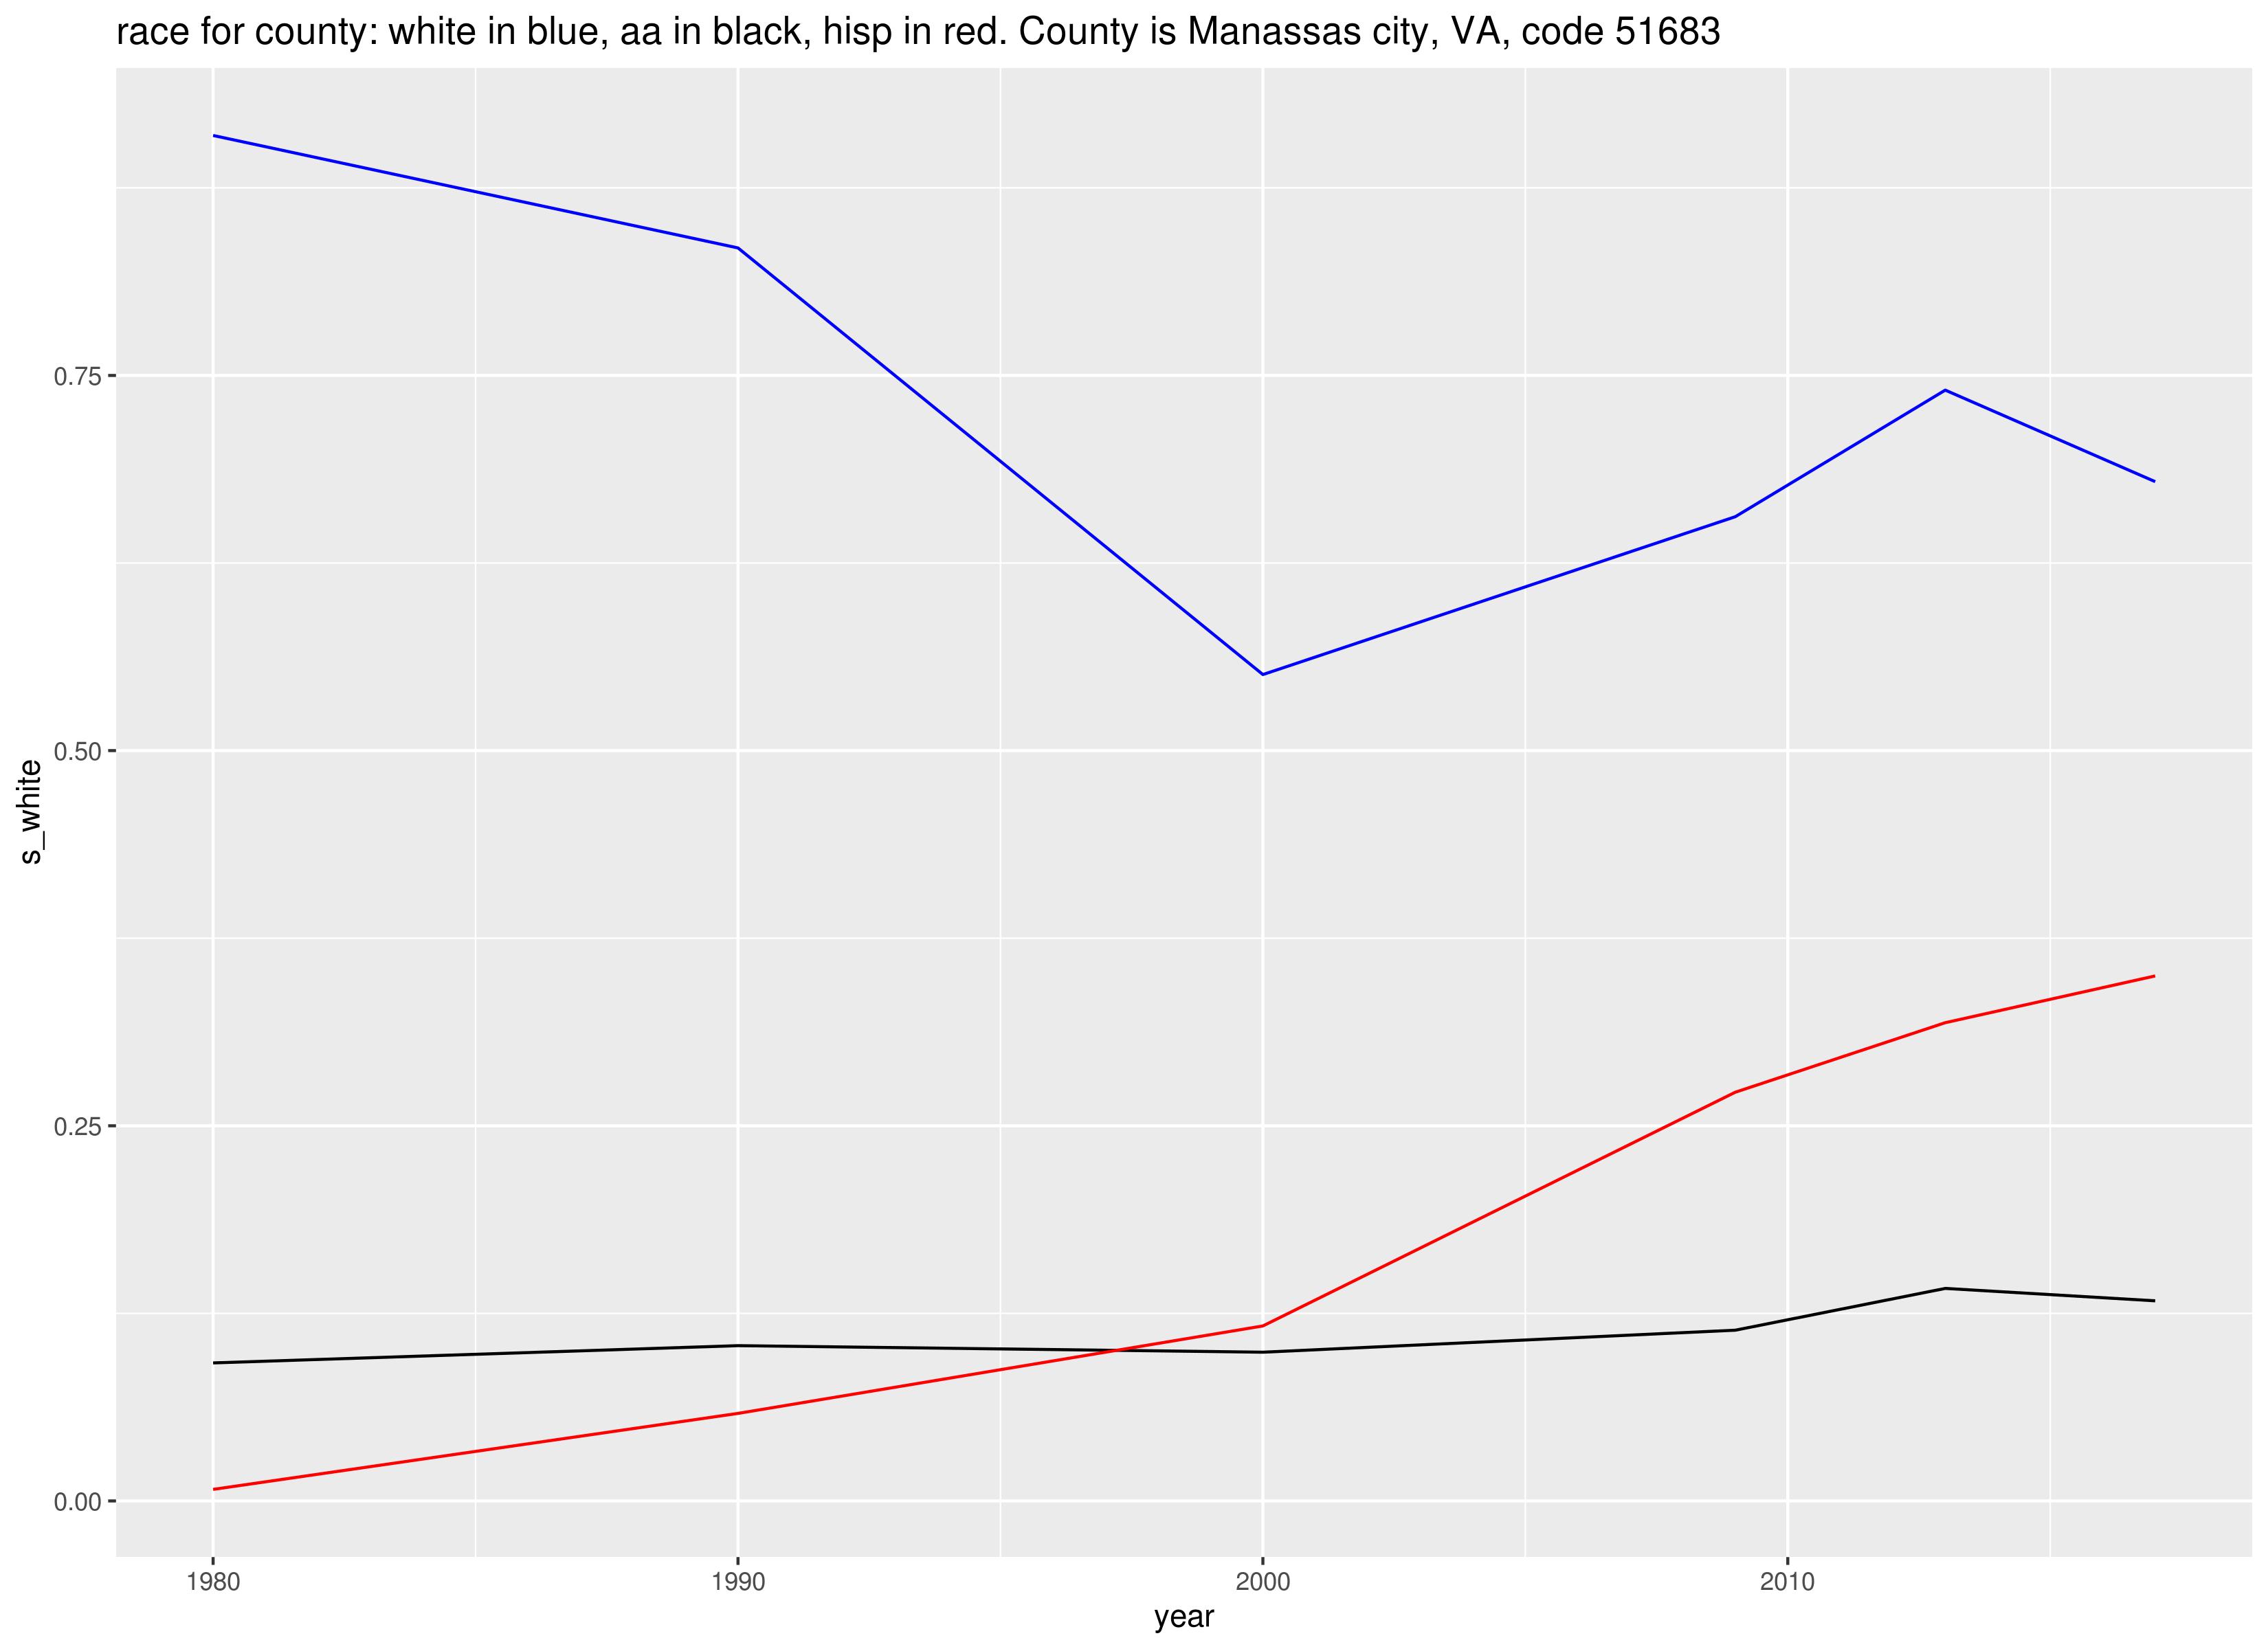 race for county: white in blue, aa in black, hisp in red. County is Manassas city, VA, code 51683
s_white
0.75
0.50
0.25
0.00
1980 1990 2000 2010
year